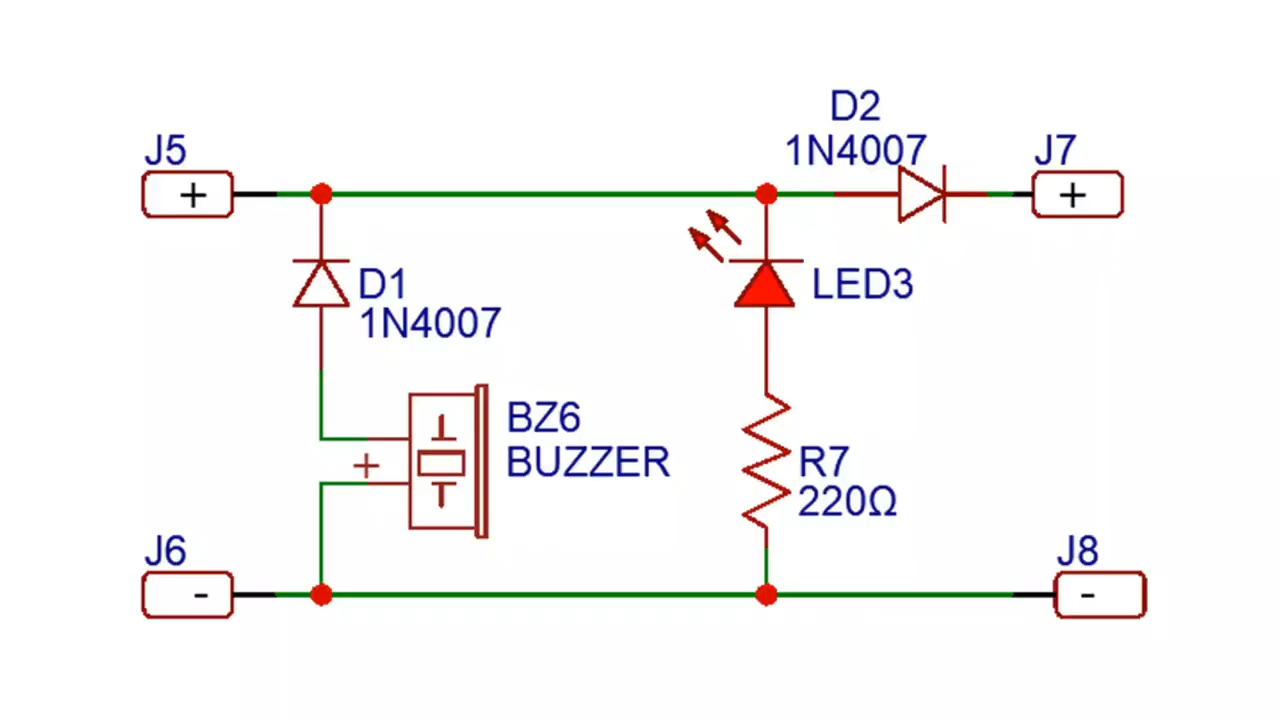 D2
1N4007
J5
J7
+
+
D1
1N4007
LED3
BZ6
BUZZER
+
R7
220Ω
J6
J8
-
-